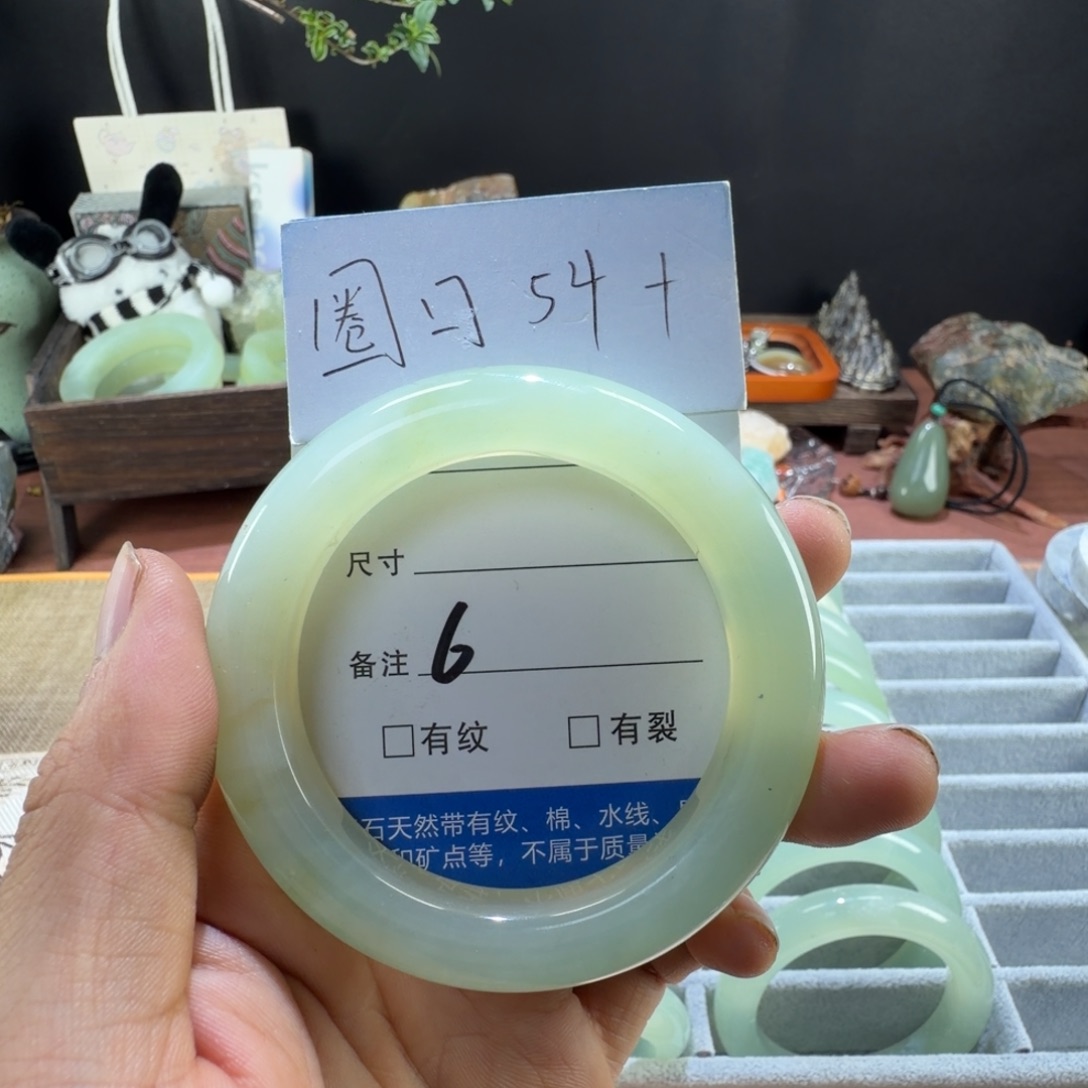 圈口 54+
尺寸
备注 6
□有纹 □有裂
石天然带有纹、棉、水线、
和矿点等，不属于质量